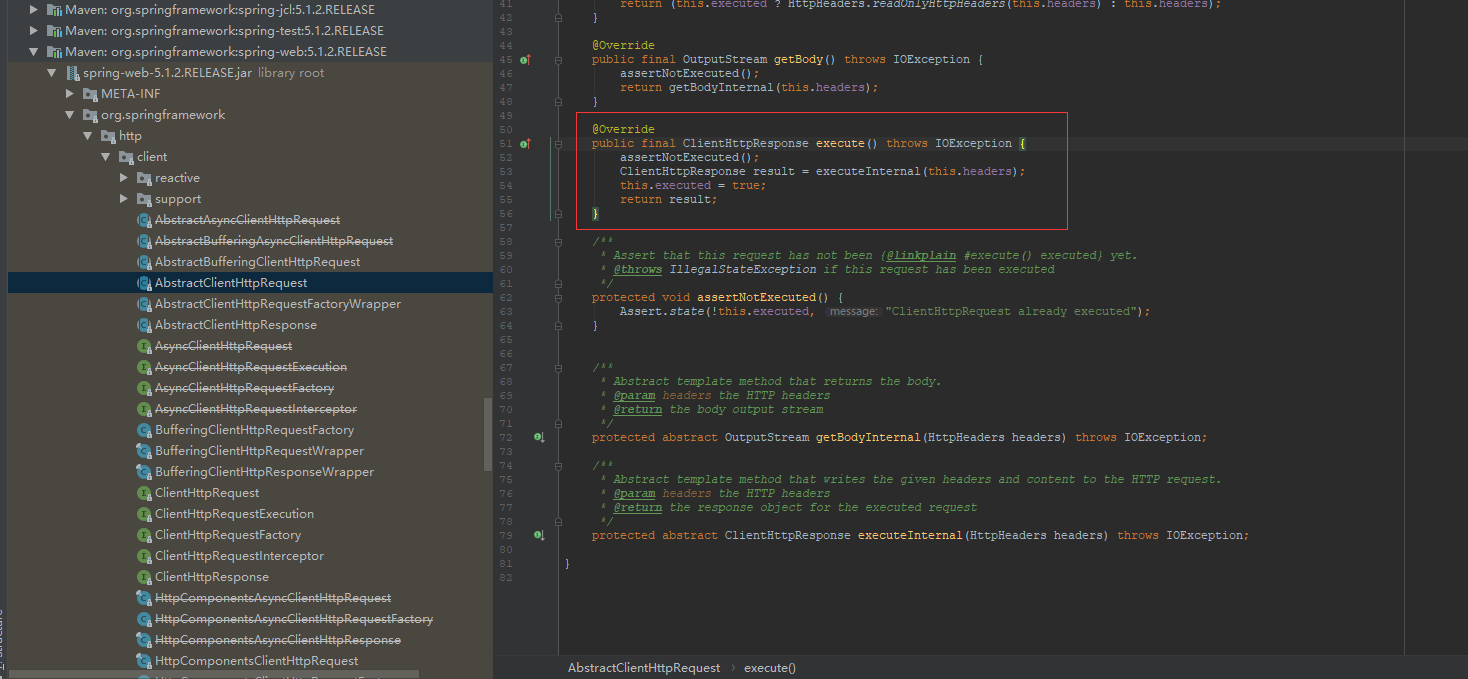 Maven: org.springframework:spring-jcl:5.1.2.RELEASE
Maven: org.springframework:spring-test:5.1.2.RELEASE
Maven: org.springframework:spring-web:5.1.2.RELEASE
spring-web-5.1.2.RELEASE.jar library root
META-INF
org.springframework
http
client
reactive
support
AbstractAsyncClientHttpRequest
AbstractBufferingAsyncClientHttpRequest
AbstractBufferingClientHttpRequest
AbstractClientHttpRequest
AbstractClientHttpRequestFactoryWrapper
AbstractClientHttpResponse
AsyncClientHttpRequest
AsyncClientHttpRequestExecution
AsyncClientHttpRequestFactory
AsyncClientHttpRequestInterceptor
BufferingClientHttpRequestFactory
BufferingClientHttpRequestWrapper
BufferingClientHttpResponseWrapper
ClientHttpRequest
ClientHttpRequestExecution
ClientHttpRequestFactory
ClientHttpRequestInterceptor
ClientHttpResponse
HttpComponentsAsyncClientHttpRequest
HttpComponentsAsyncClientHttpRequestFactory
HttpComponentsAsyncClientHttpResponse
HttpComponentsClientHttpRequest
41 return (this.executed ? HttpHeaders.readOnlyHttpHeaders(this.headers) : this.headers);
42 }
43
44 @Override
45 public final OutputStream getBody() throws IOException {
46 assertNotExecuted();
47 return getBodyInternal(this.headers);
48 }
49
50 @Override
51 public final ClientHttpResponse execute() throws IOException {
52 assertNotExecuted();
53 ClientHttpResponse result = executeInternal(this.headers);
54 this.executed = true;
55 return result;
56 }
57
58 /**
59 * Assert that this request has not been {@linkplain #execute() executed} yet.
60 * @throws IllegalStateException if this request has been executed
61 */
62 protected void assertNotExecuted() {
63 Assert.state(!this.executed, message: "ClientHttpRequest already executed");
64 }
65
66
67 /**
68 * Abstract template method that returns the body.
69 * @param headers the HTTP headers
70 * @return the body output stream
71 */
72 protected abstract OutputStream getBodyInternal(HttpHeaders headers) throws IOException;
73
74 /**
75 * Abstract template method that writes the given headers and content to the HTTP request.
76 * @param headers the HTTP headers
77 * @return the response object for the executed request
78 */
79 protected abstract ClientHttpResponse executeInternal(HttpHeaders headers) throws IOException;
80
81 }
82
AbstractClientHttpRequest › execute()